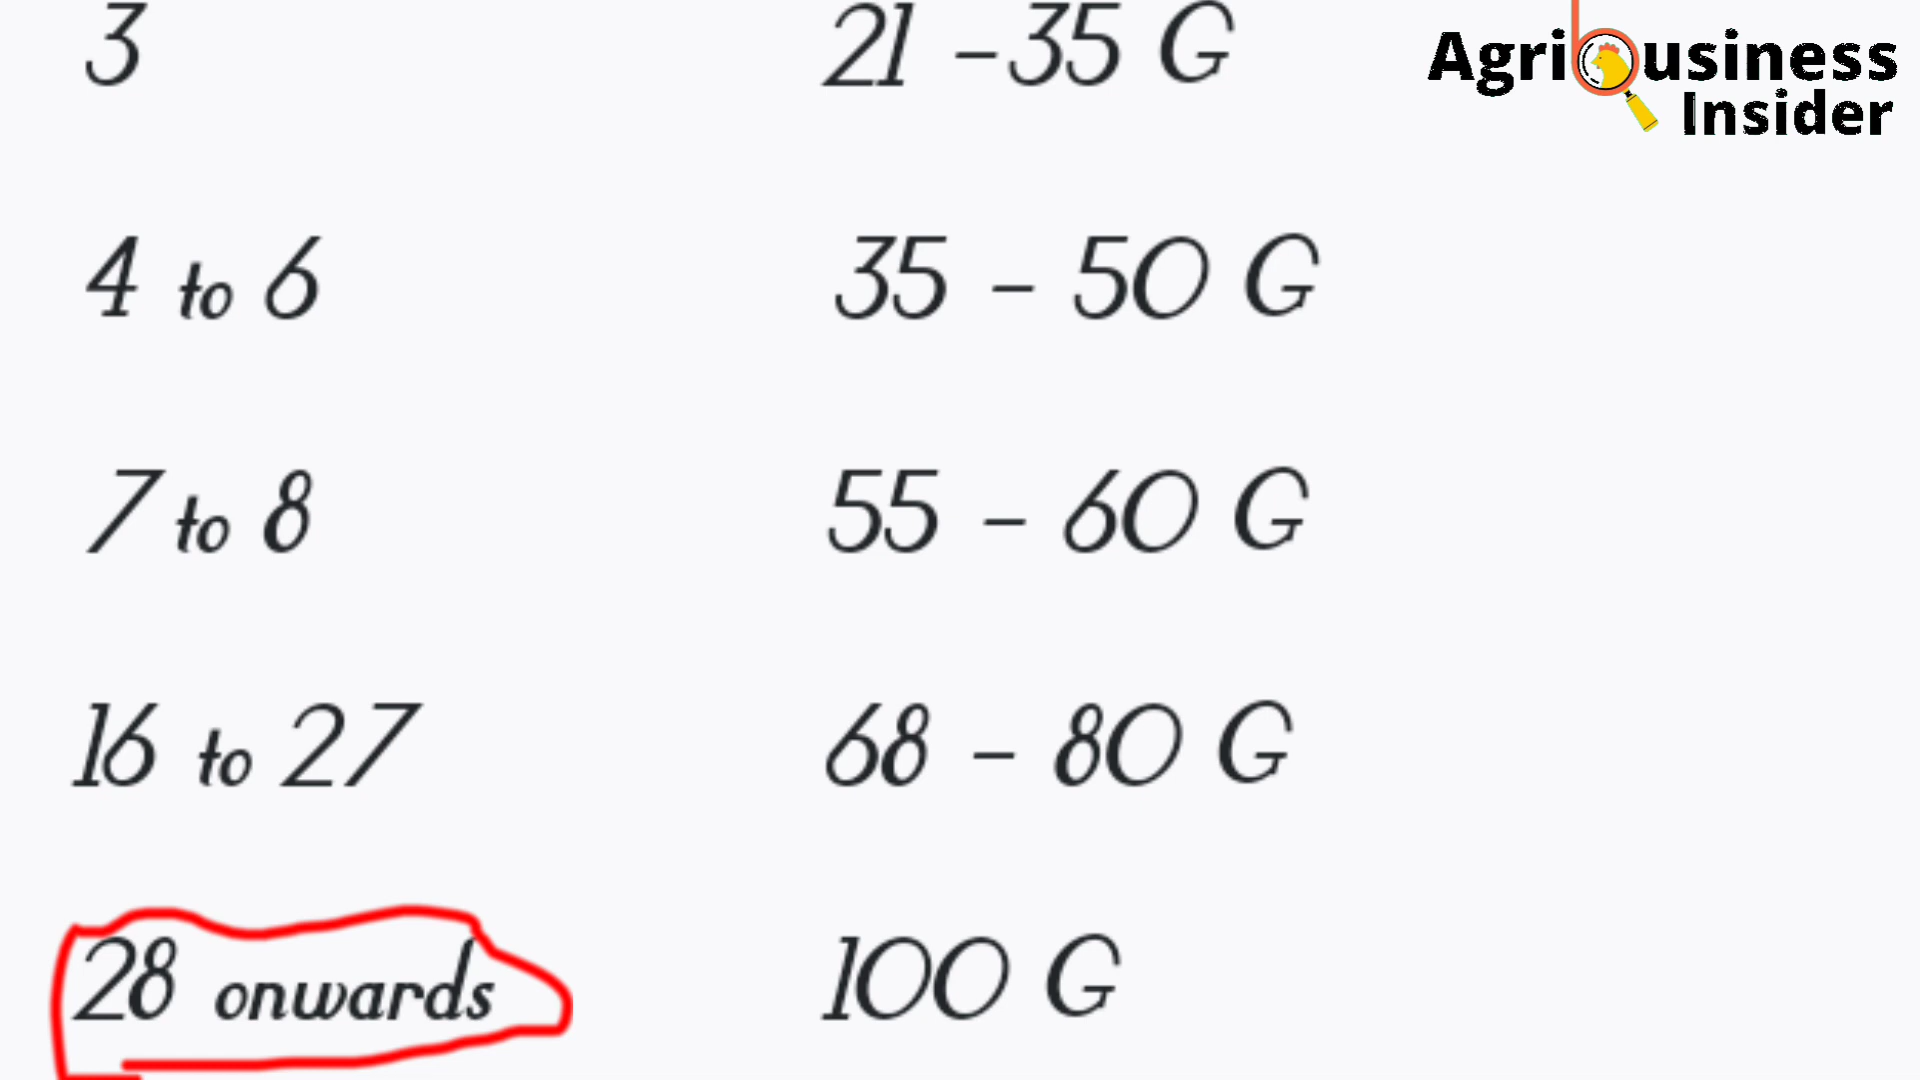 3 21 -35 G
Agribusiness
Insider
4 to 6 35 - 50 G
7 to 8 55 - 60 G
16 to 27 68 - 80 G
28 onwards 100 G